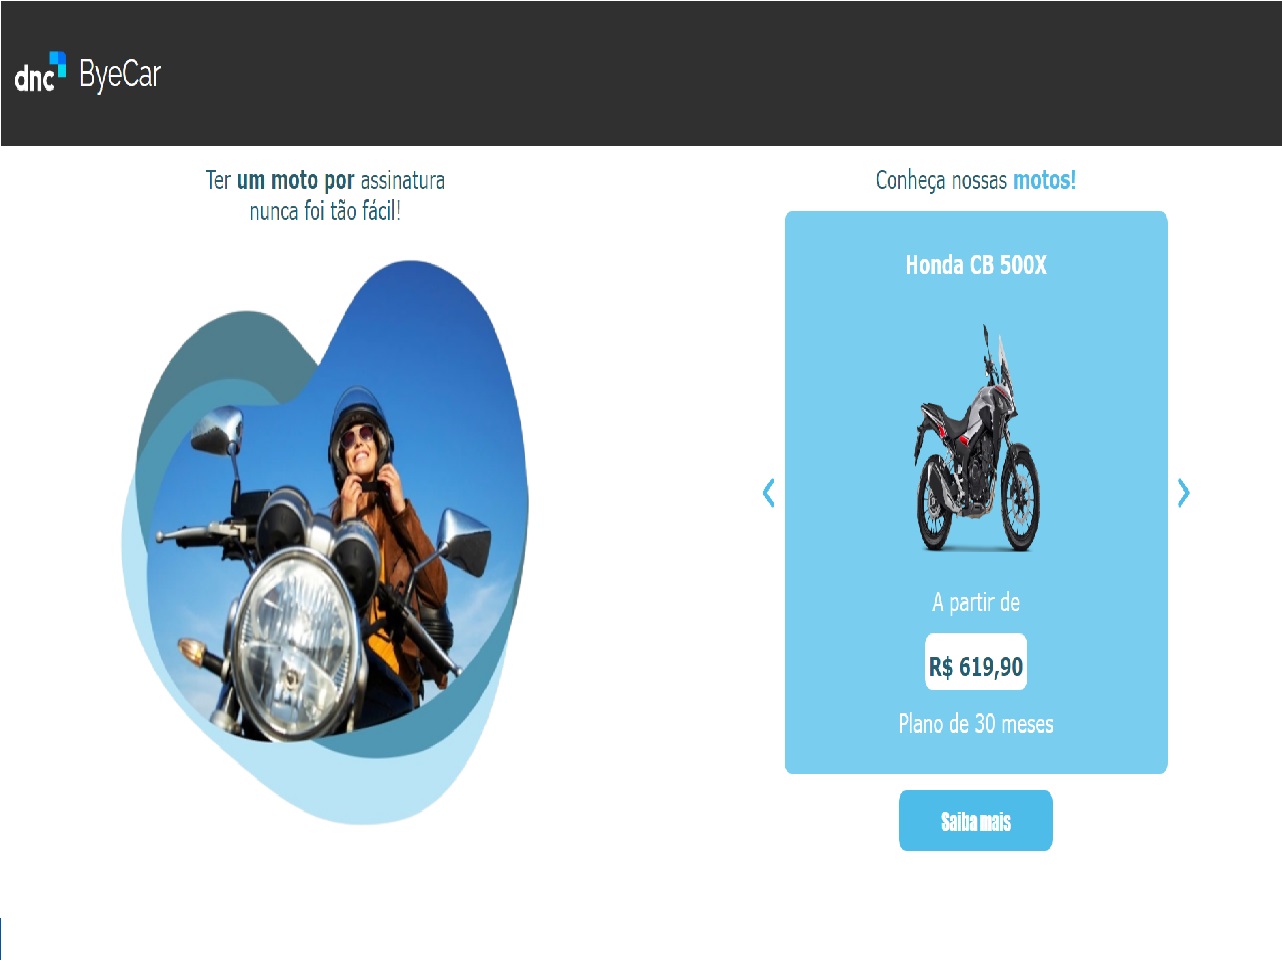 dnc ByeCar
Ter um moto por assinatura
nunca foi tão fácil!
Conheça nossas motos!
Honda CB 500X
A partir de
R$ 619,90
Plano de 30 meses
Saiba mais